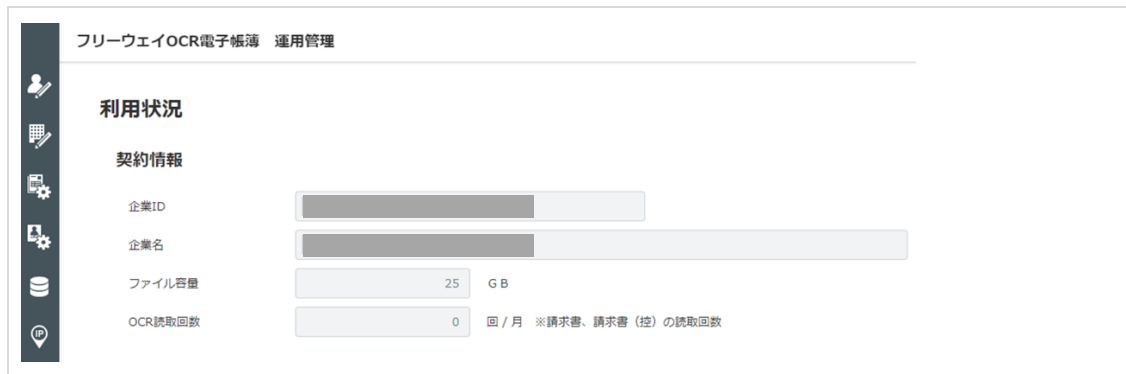 フリーウェイOCR電子帳簿　運用管理
利用状況
契約情報
企業ID
企業名
ファイル容量 25 ＧＢ
OCR読取回数 0 回 / 月　※請求書、請求書（控）の読取回数
IP